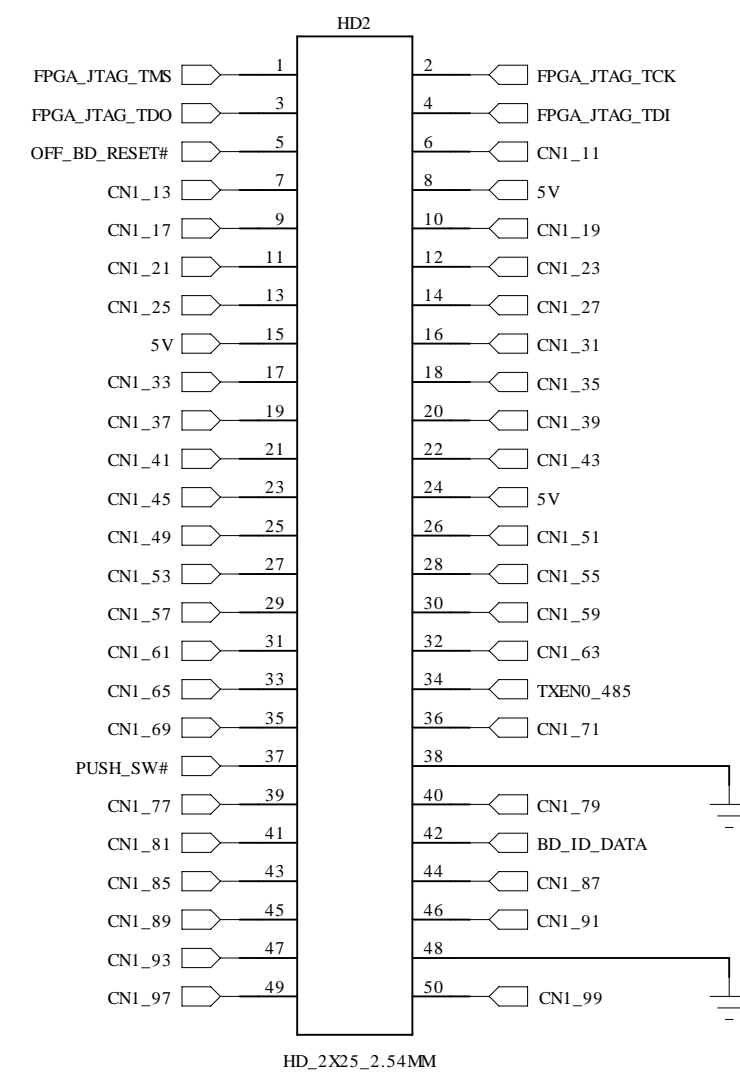 HD2
FPGA_JTAG_TMS 1 2 FPGA_JTAG_TCK
FPGA_JTAG_TDO 3 4 FPGA_JTAG_TDI
OFF_BD_RESET# 5 6 CN1_11
CN1_13 7 8 5V
CN1_17 9 10 CN1_19
CN1_21 11 12 CN1_23
CN1_25 13 14 CN1_27
5V 15 16 CN1_31
CN1_33 17 18 CN1_35
CN1_37 19 20 CN1_39
CN1_41 21 22 CN1_43
CN1_45 23 24 5V
CN1_49 25 26 CN1_51
CN1_53 27 28 CN1_55
CN1_57 29 30 CN1_59
CN1_61 31 32 CN1_63
CN1_65 33 34 TXEN0_485
CN1_69 35 36 CN1_71
PUSH_SW# 37 38
CN1_77 39 40 CN1_79
CN1_81 41 42 BD_ID_DATA
CN1_85 43 44 CN1_87
CN1_89 45 46 CN1_91
CN1_93 47 48
CN1_97 49 50 CN1_99
HD_2X25_2.54MM